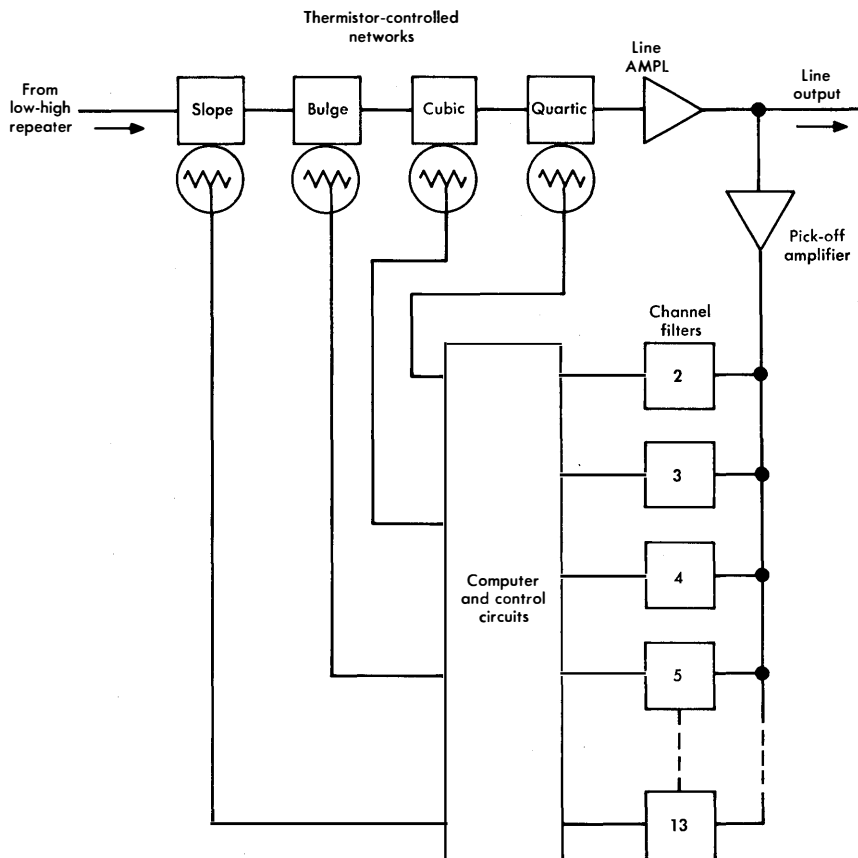 Thermistor-controlled
networks
From
low-high
repeater
Slope
Bulge
Cubic
Quartic
Line
AMPL
Line
output
Pick-off
amplifier
Channel
filters
2
3
4
5
13
Computer
and control
circuits